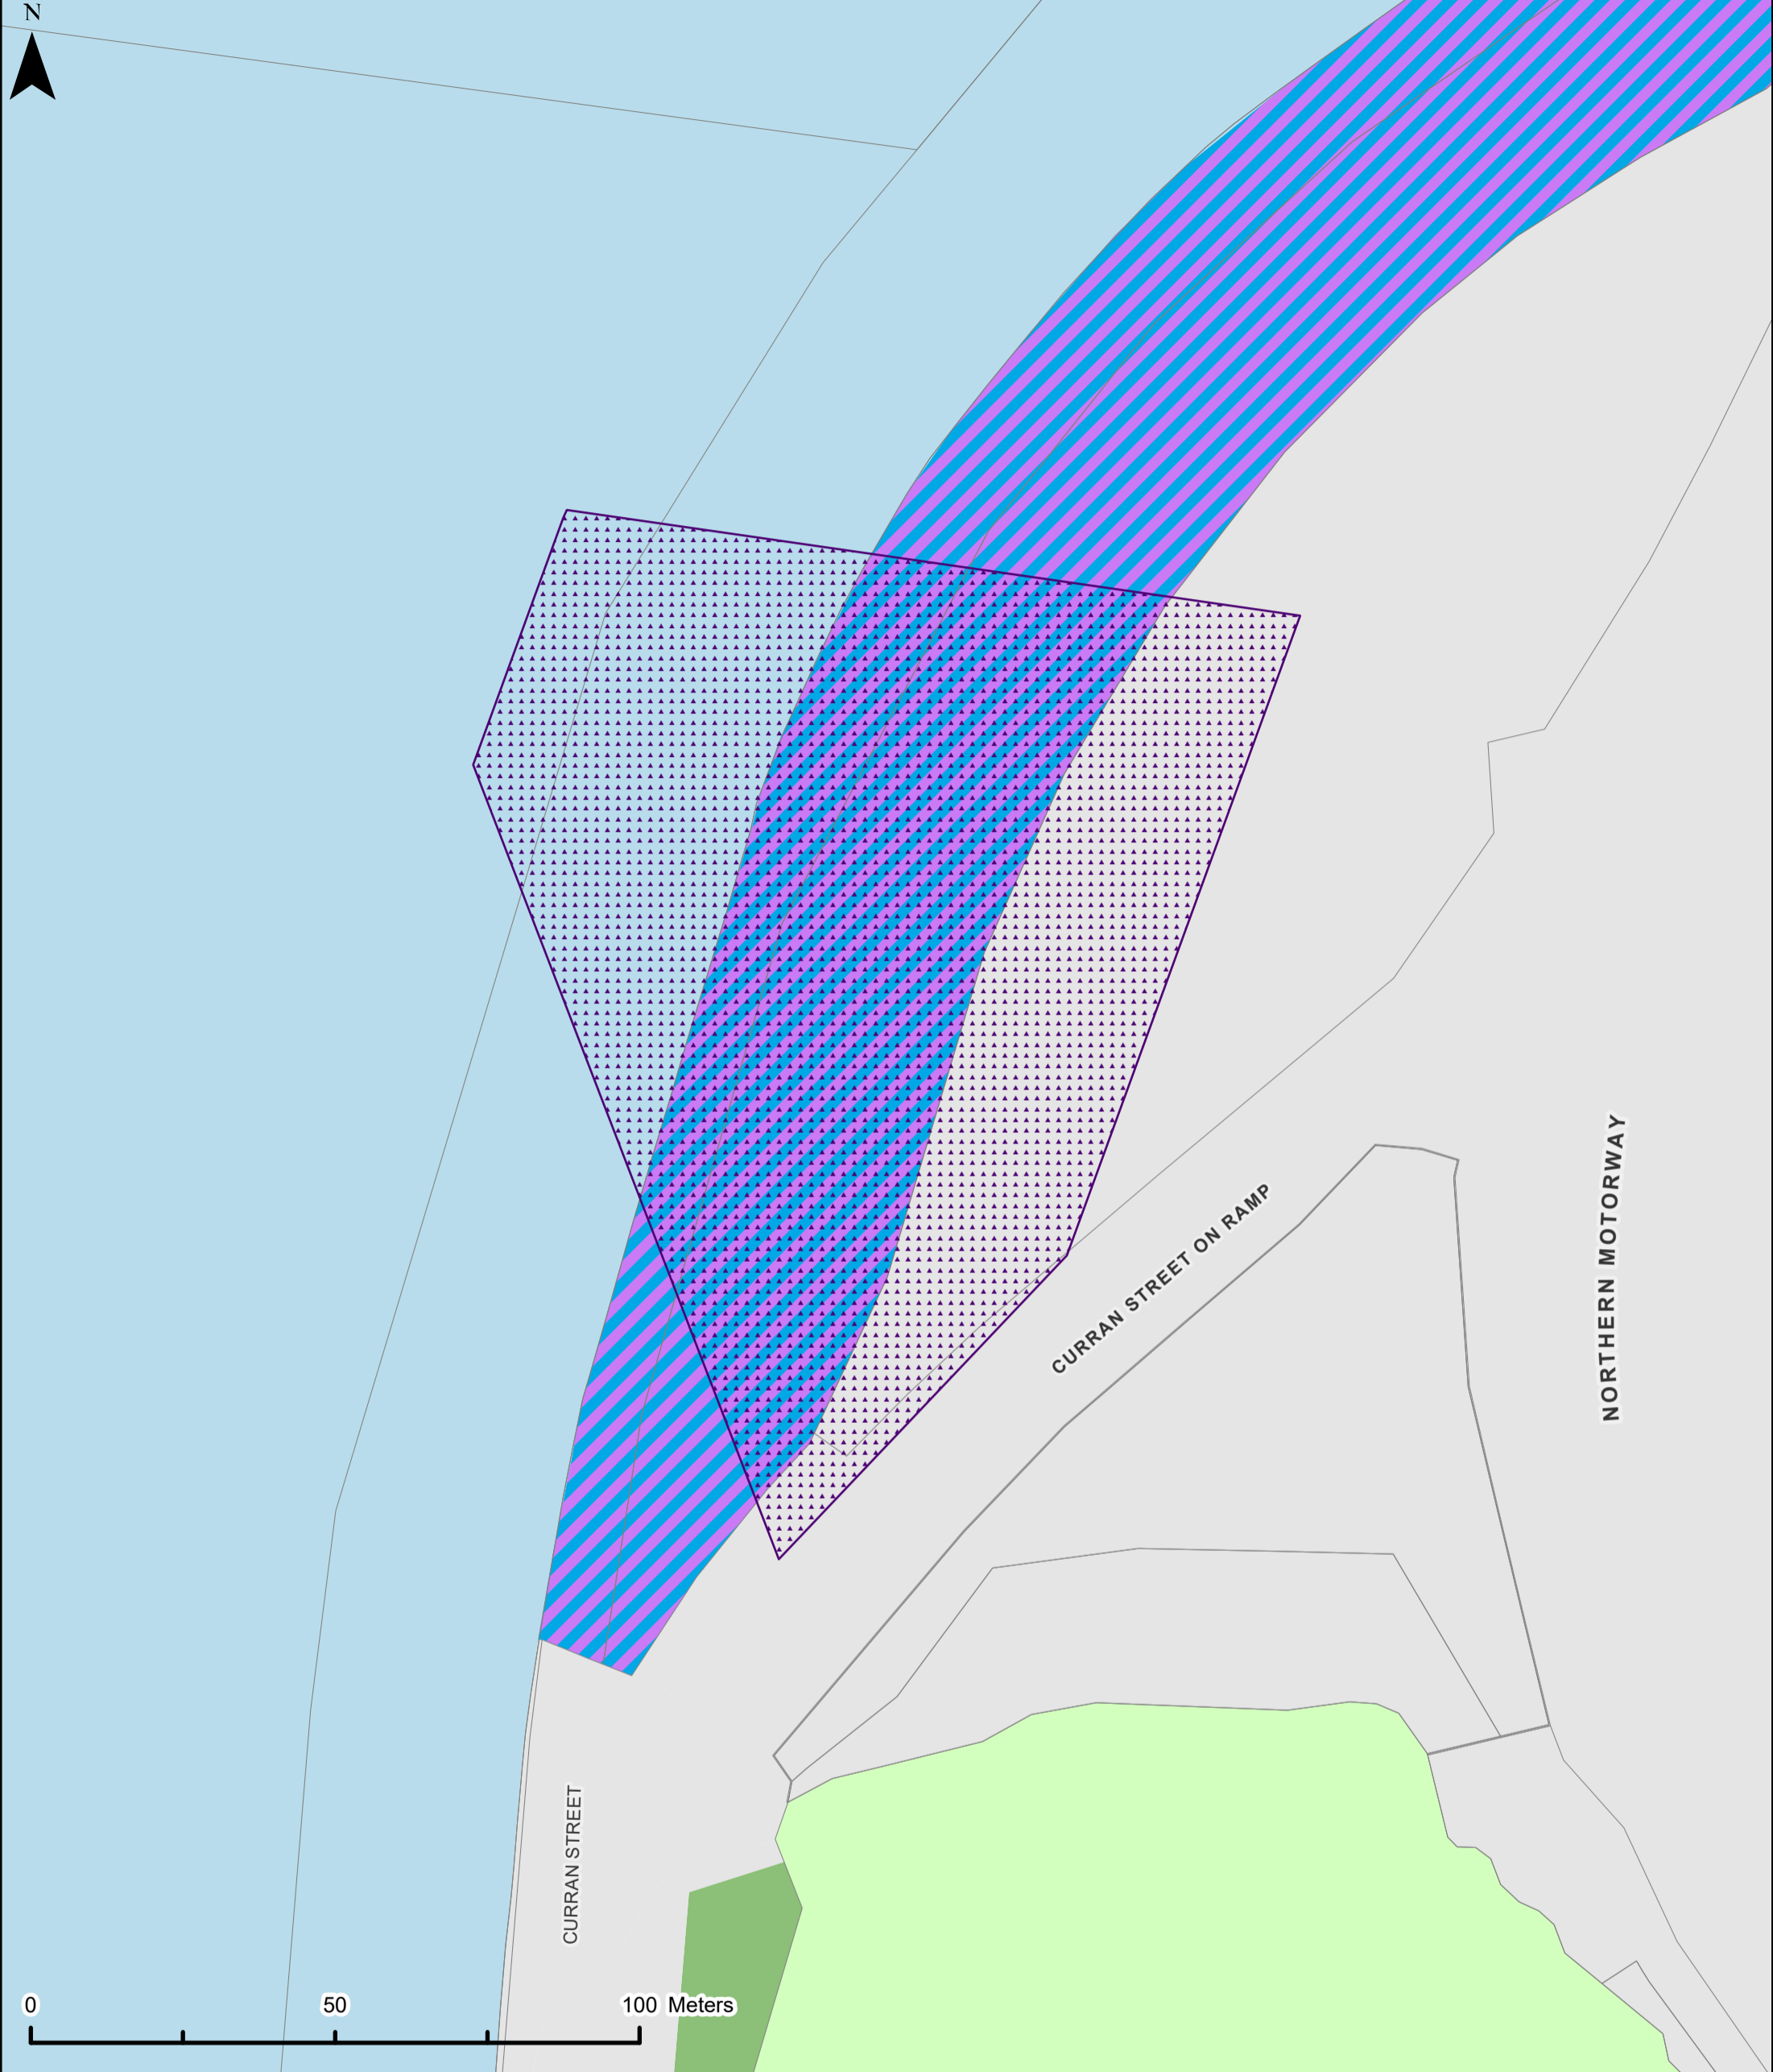 N
CURRAN STREET ON RAMP
NORTHERN MOTORWAY
CURRAN STREET
0 50 100 Meters